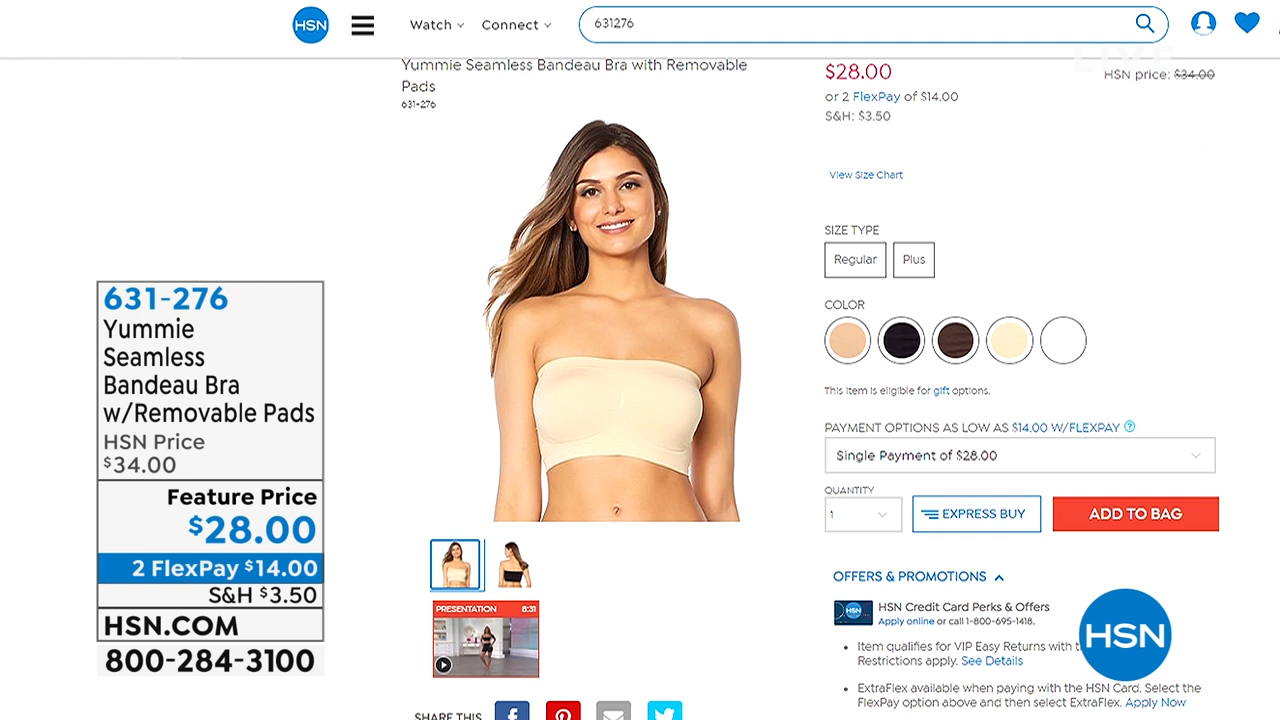 HSN
Watch
Connect
631276
LIVE
Yummie Seamless Bandeau Bra with Removable
Pads
631-276
$28.00
HSN price: $34.00
or 2 FlexPay of $14.00
S&H: $3.50
View Size Chart
SIZE TYPE
Regular
Plus
COLOR
This item is eligible for gift options.
PAYMENT OPTIONS AS LOW AS $14.00 W/FLEXPAY ?
Single Payment of $28.00
QUANTITY
1
EXPRESS BUY
ADD TO BAG
OFFERS & PROMOTIONS
HSN
HSN Credit Card Perks & Offers
Apply online or call 1-800-695-1418.
Item qualifies for VIP Easy Returns with
Restrictions apply. See Details
ExtraFlex available when paying with the HSN Card. Select the
FlexPay option above and then select ExtraFlex. Apply Now
HSN
PRESENTATION 8:31
SHARE THIS
631-276
Yummie
Seamless
Bandeau Bra
w/Removable Pads
HSN Price
$34.00
Feature Price
$28.00
2 FlexPay $14.00
S&H $3.50
HSN.COM
800-284-3100